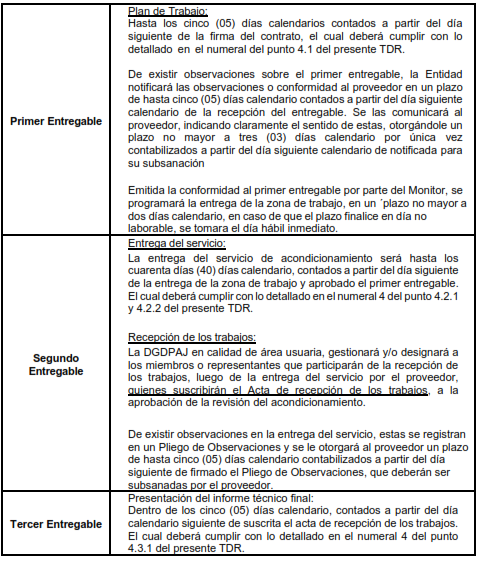 Plan de Trabajo:
Hasta los cinco (05) días calendarios contados a partir del día
siguiente de la firma del contrato, el cual deberá cumplir con lo
detallado en el numeral del punto 4.1 del presente TDR.
De existir observaciones sobre el primer entregable, la Entidad
notificará las observaciones o conformidad al proveedor en un plazo
de hasta cinco (05) días calendario contados a partir del día siguiente
calendario de la recepción del entregable. Se las comunicará al
proveedor, indicando claramente el sentido de estas, otorgándole un
plazo no mayor a tres (03) días calendario por única vez
contabilizados a partir del día siguiente calendario de notificada para
su subsanación
Primer Entregable
Emitida la conformidad al primer entregable por parte del Monitor, se
programará la entrega de la zona de trabajo, en un ´plazo no mayor a
dos días calendario, en caso de que el plazo finalice en día no
laborable, se tomara el día hábil inmediato.
Entrega del servicio:
La entrega del servicio de acondicionamiento será hasta los
cuarenta días (40) días calendario, contados a partir del día siguiente
de la entrega de la zona de trabajo y aprobado el primer entregable.
El cual deberá cumplir con lo detallado en el numeral 4 del punto 4.2.1
y 4.2.2 del presente TDR.
Segundo
Entregable
Recepción de los trabajos:
La DGDPAJ en calidad de área usuaria, gestionará y/o designará a
los miembros o representantes que participarán de la recepción de
los trabajos, luego de la entrega del servicio por el proveedor,
quienes suscribirán el Acta de recepción de los trabajos, a la
aprobación de la revisión del acondicionamiento.
De existir observaciones en la entrega del servicio, estas se registran
en un Pliego de Observaciones y se le otorgará al proveedor un plazo
de hasta cinco (05) días calendario contabilizados a partir del día
siguiente de firmado el Pliego de Observaciones, que deberán ser
subsanadas por el proveedor.
Tercer Entregable
Presentación del informe técnico final:
Dentro de los cinco (05) días calendario, contados a partir del día
calendario siguiente de suscrita el acta de recepción de los trabajos.
El cual deberá cumplir con lo detallado en el numeral 4 del punto
4.3.1 del presente TDR.